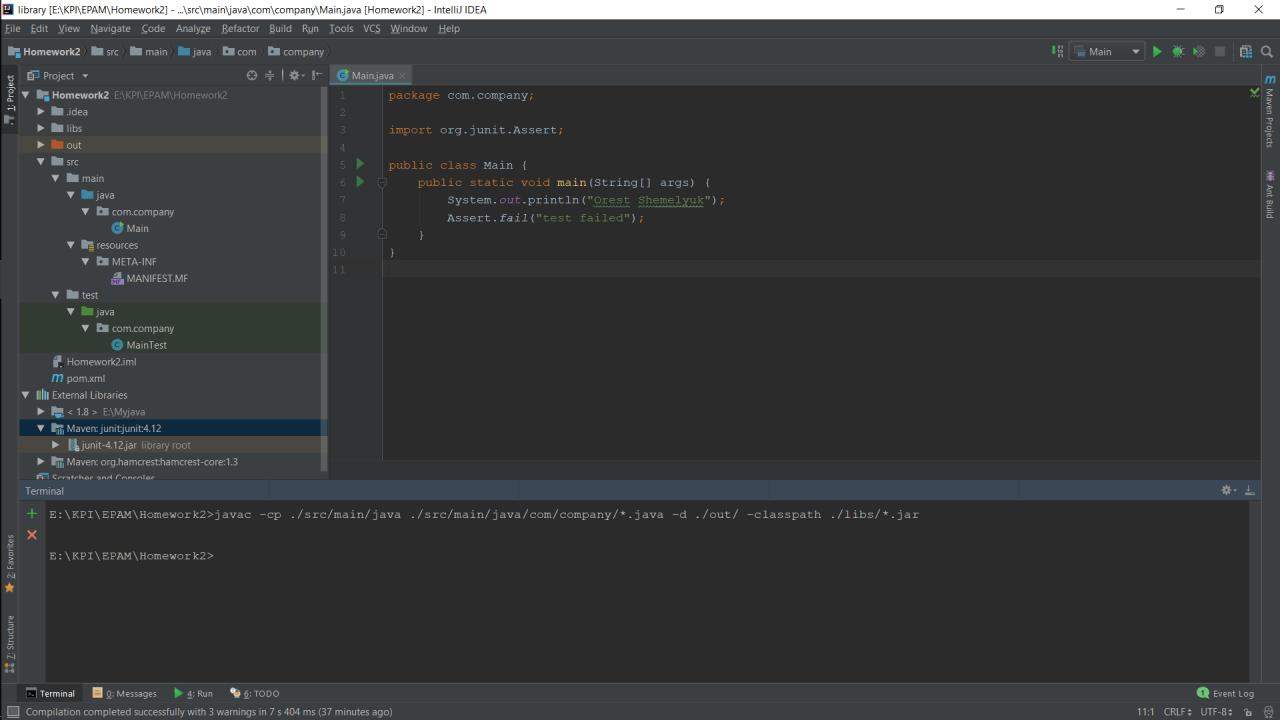 library [E:\KPI\EPAM\Homework2] - ...\src\main\java\com\company\Main.java [Homework2] - IntelliJ IDEA
File Edit View Navigate Code Analyze Refactor Build Run Tools VCS Window Help
Homework2 src main java com company Main
Project Main.java
1: Project
Homework2 E:\KPI\EPAM\Homework2
.idea
libs
out
src
main
java
com.company
Main
resources
META-INF
MANIFEST.MF
test
java
com.company
MainTest
Homework2.iml
pom.xml
External Libraries
< 1.8 > E:\Myjava
Maven: junit:junit:4.12
junit-4.12.jar library root
Maven: org.hamcrest:hamcrest-core:1.3
Scratches and Consoles
1 package com.company;
2
3 import org.junit.Assert;
4
5 public class Main {
6 public static void main(String[] args) {
7 System.out.println("Orest Shemelyuk");
8 Assert.fail("test failed");
9 }
10 }
11
Maven Projects
Ant Build
Terminal
E:\KPI\EPAM\Homework2>javac -cp ./src/main/java ./src/main/java/com/company/*.java -d ./out/ -classpath ./libs/*.jar
E:\KPI\EPAM\Homework2>
2: Favorites
7: Structure
Terminal 0: Messages 4: Run 6: TODO 1 Event Log
Compilation completed successfully with 3 warnings in 7 s 404 ms (37 minutes ago) 11:1 CRLF UTF-8